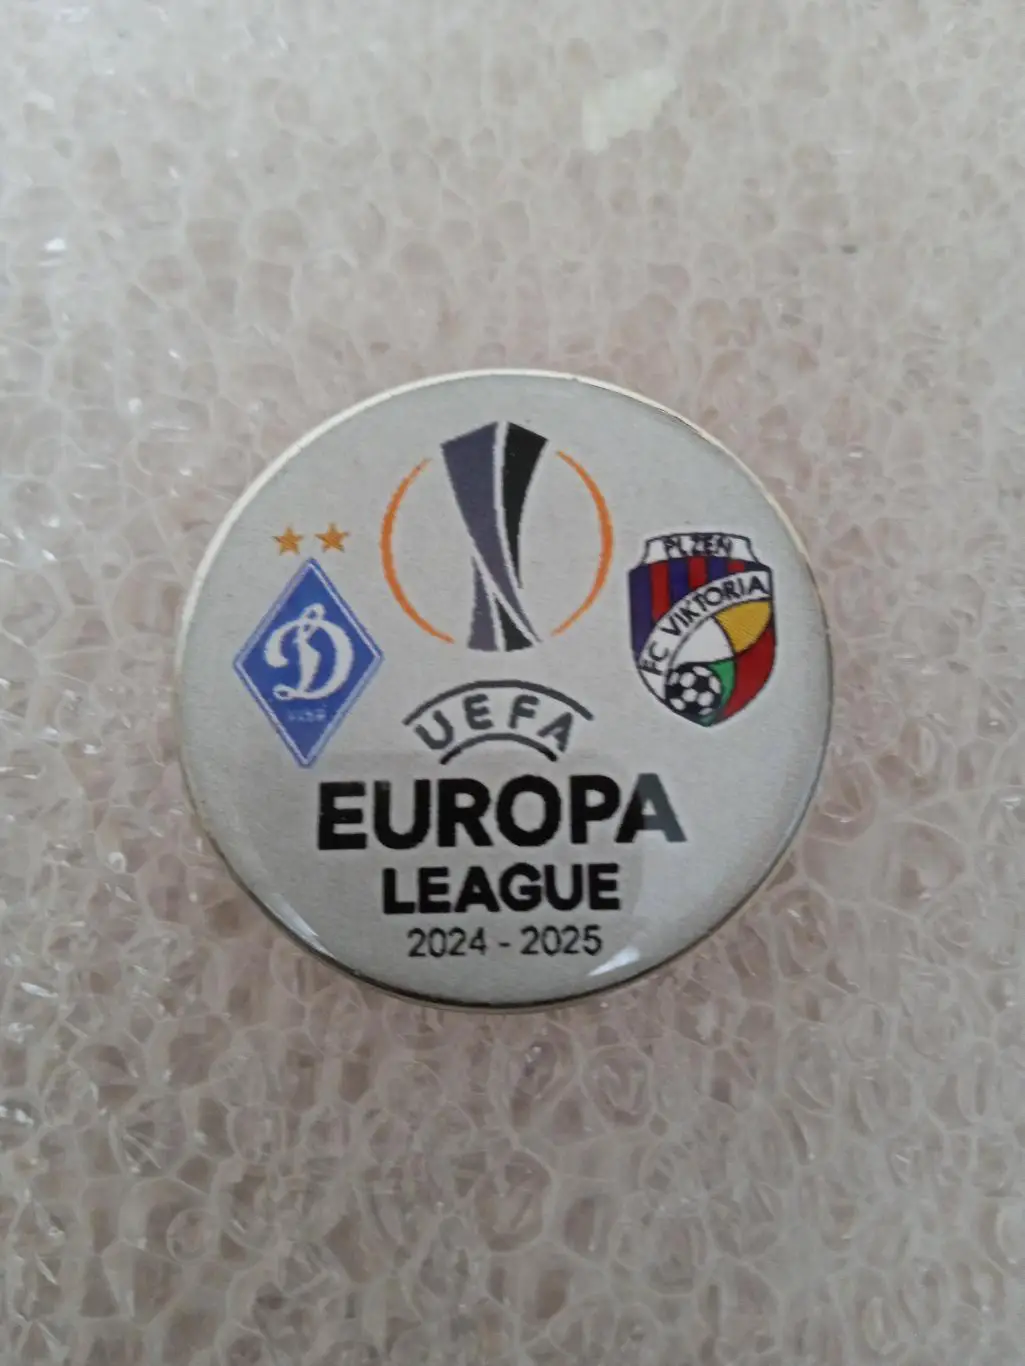 PLZEŇ
FC VIKTORIA
Д
UEFA
EUROPA
LEAGUE
2024 - 2025